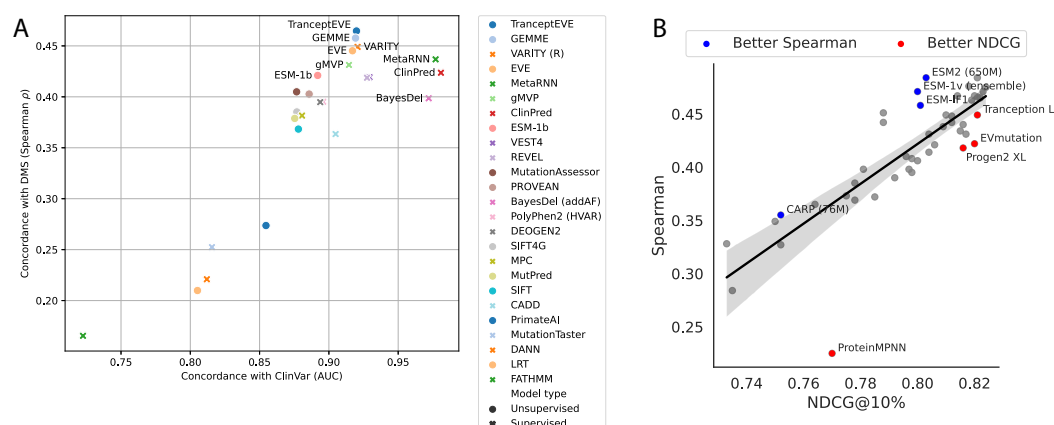 A
Concordance with DMS (Spearman ρ)
0.45
0.40
0.35
0.30
0.25
0.20
0.75
0.80
0.85
0.90
0.95
Concordance with ClinVar (AUC)
TranceptEVE
GEMME
EVE
VARITY
gMVP
MetaRNN
ESM-1b
ClinPred
BayesDel
TranceptEVE
GEMME
VARITY (R)
EVE
MetaRNN
gMVP
ClinPred
ESM-1b
VEST4
REVEL
MutationAssessor
PROVEAN
BayesDel (addAF)
PolyPhen2 (HVAR)
DEOGEN2
SIFT4G
MPC
MutPred
SIFT
CADD
PrimateAI
MutationTaster
DANN
LRT
FATHMM
Model type
Unsupervised
Supervised
B
Better Spearman
Better NDCG
Spearman
0.45
0.40
0.35
0.30
0.25
ESM2 (650M)
ESM-1v (ensemble)
ESM-IF1
Tranception L
EVmutation
Progen2 XL
CARP (76M)
ProteinMPNN
0.74
0.76
0.78
0.80
0.82
NDCG@10%